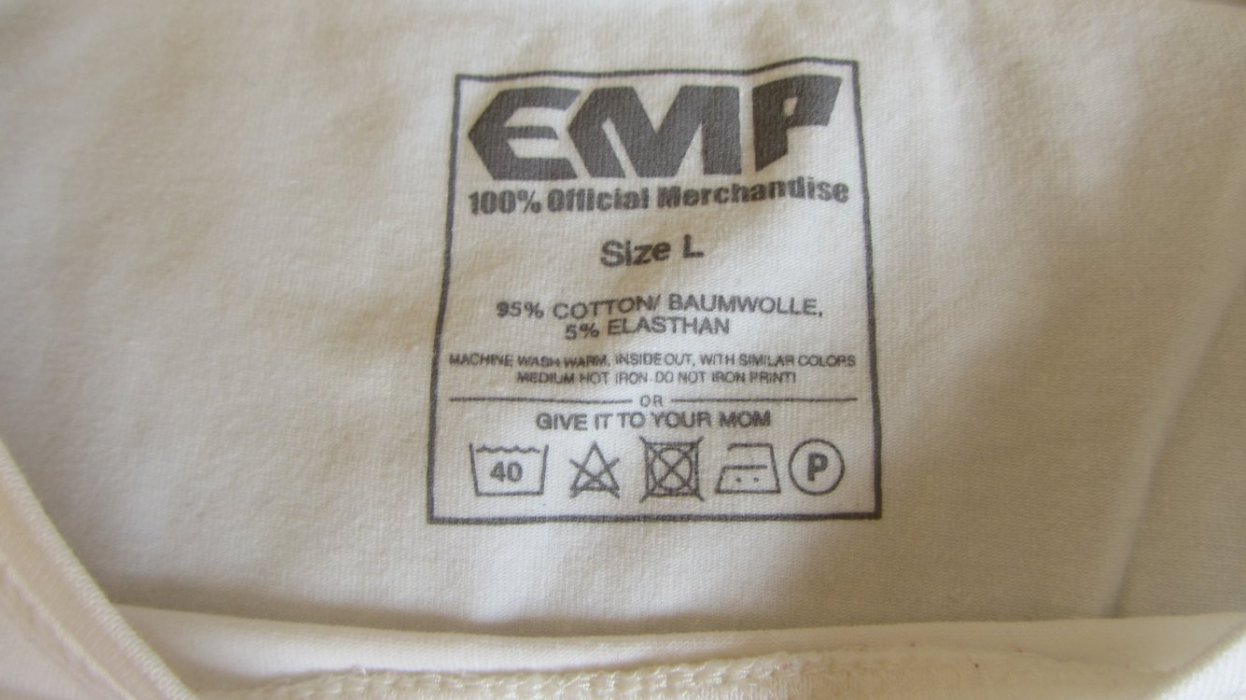 EMP
100% Official Merchandise
Size L
95% COTTON/ BAUMWOLLE,
5% ELASTHAN
MACHINE WASH WARM, INSIDE OUT, WITH SIMILAR COLORS
MEDIUM HOT IRON. DO NOT IRON PRINT!
OR
GIVE IT TO YOUR MOM
40 P